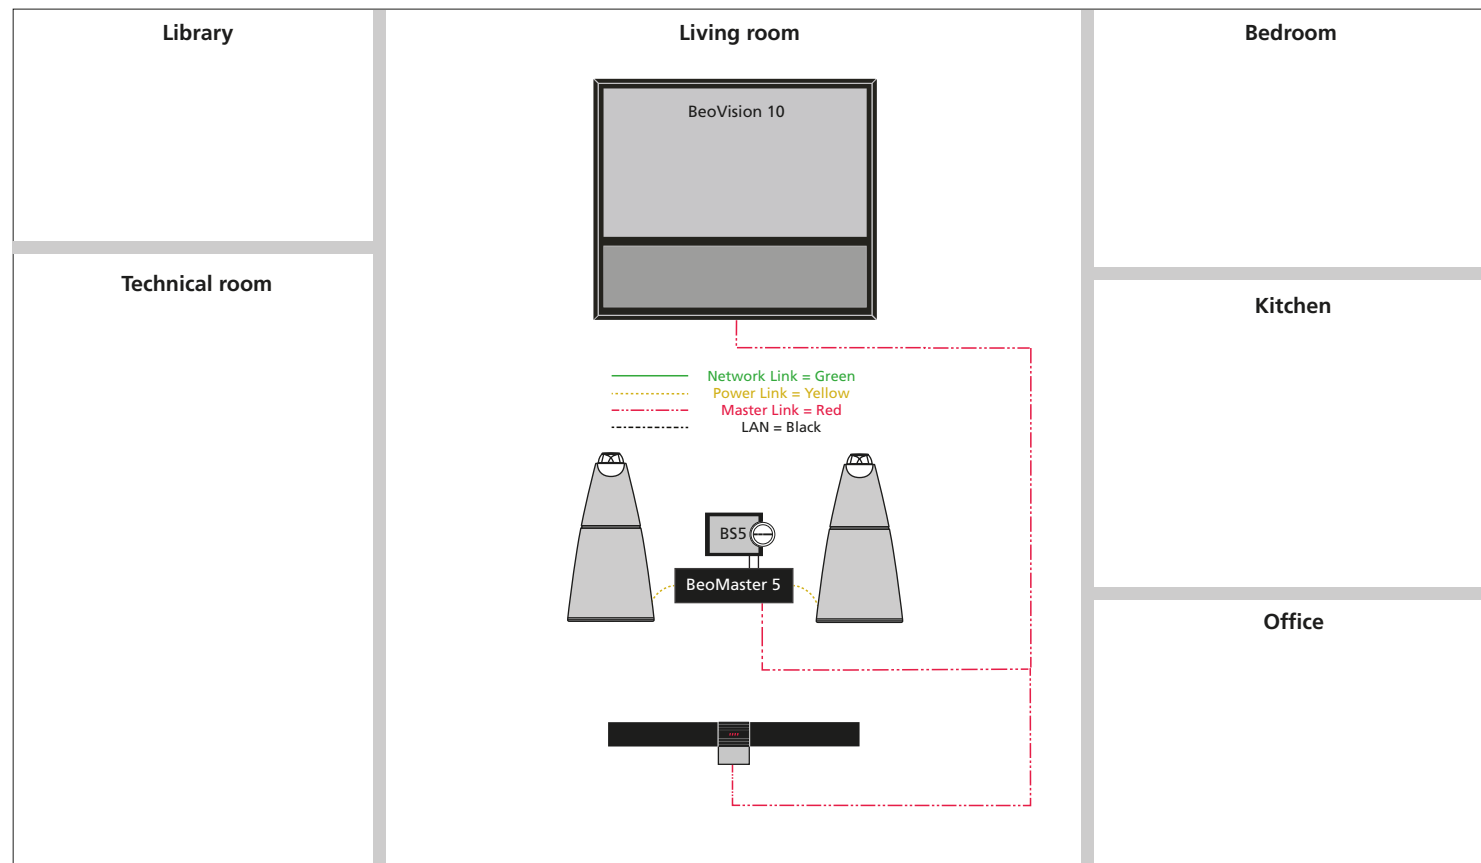 Library
Living room
Bedroom
BeoVision 10
Technical room
Kitchen
Network Link = Green
Power Link = Yellow
Master Link = Red
LAN = Black
BS5
BeoMaster 5
Office